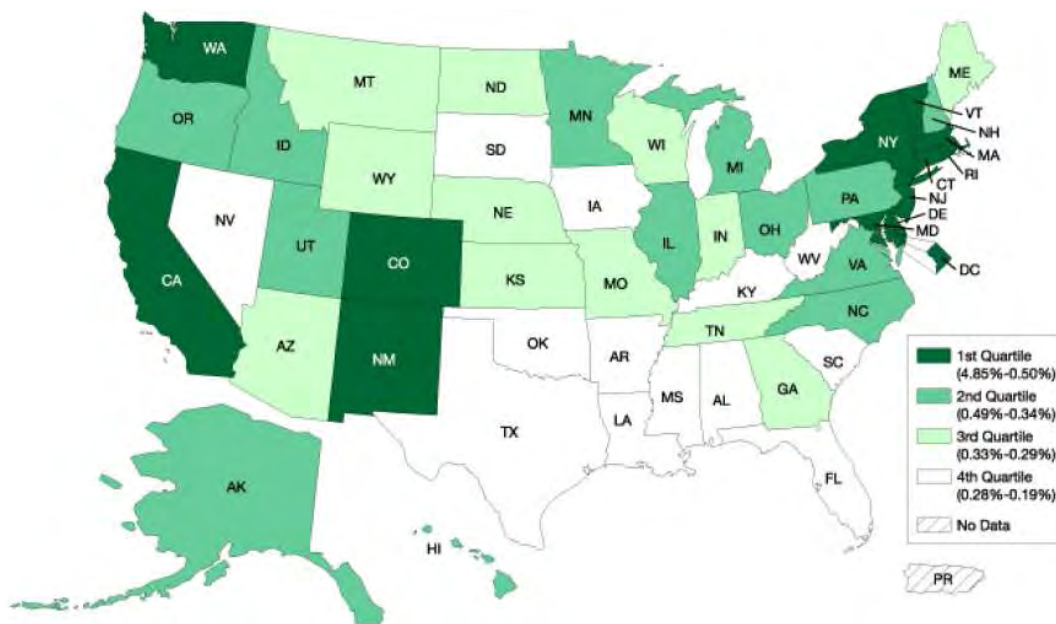 WA
MT
ND
ME
OR
MN
VT
ID
SD
WI
NY
NH
WY
MI
MA
RI
CT
NV
NE
IA
PA
NJ
UT
IL
IN
OH
DE
MD
CA
CO
WV
VA
DC
KS
MO
KY
NC
TN
AZ
NM
OK
AR
SC
MS
AL
GA
TX
LA
FL
AK
HI
1st Quartile
(4.85%-0.50%)
2nd Quartile
(0.49%-0.34%)
3rd Quartile
(0.33%-0.29%)
4th Quartile
(0.28%-0.19%)
No Data
PR